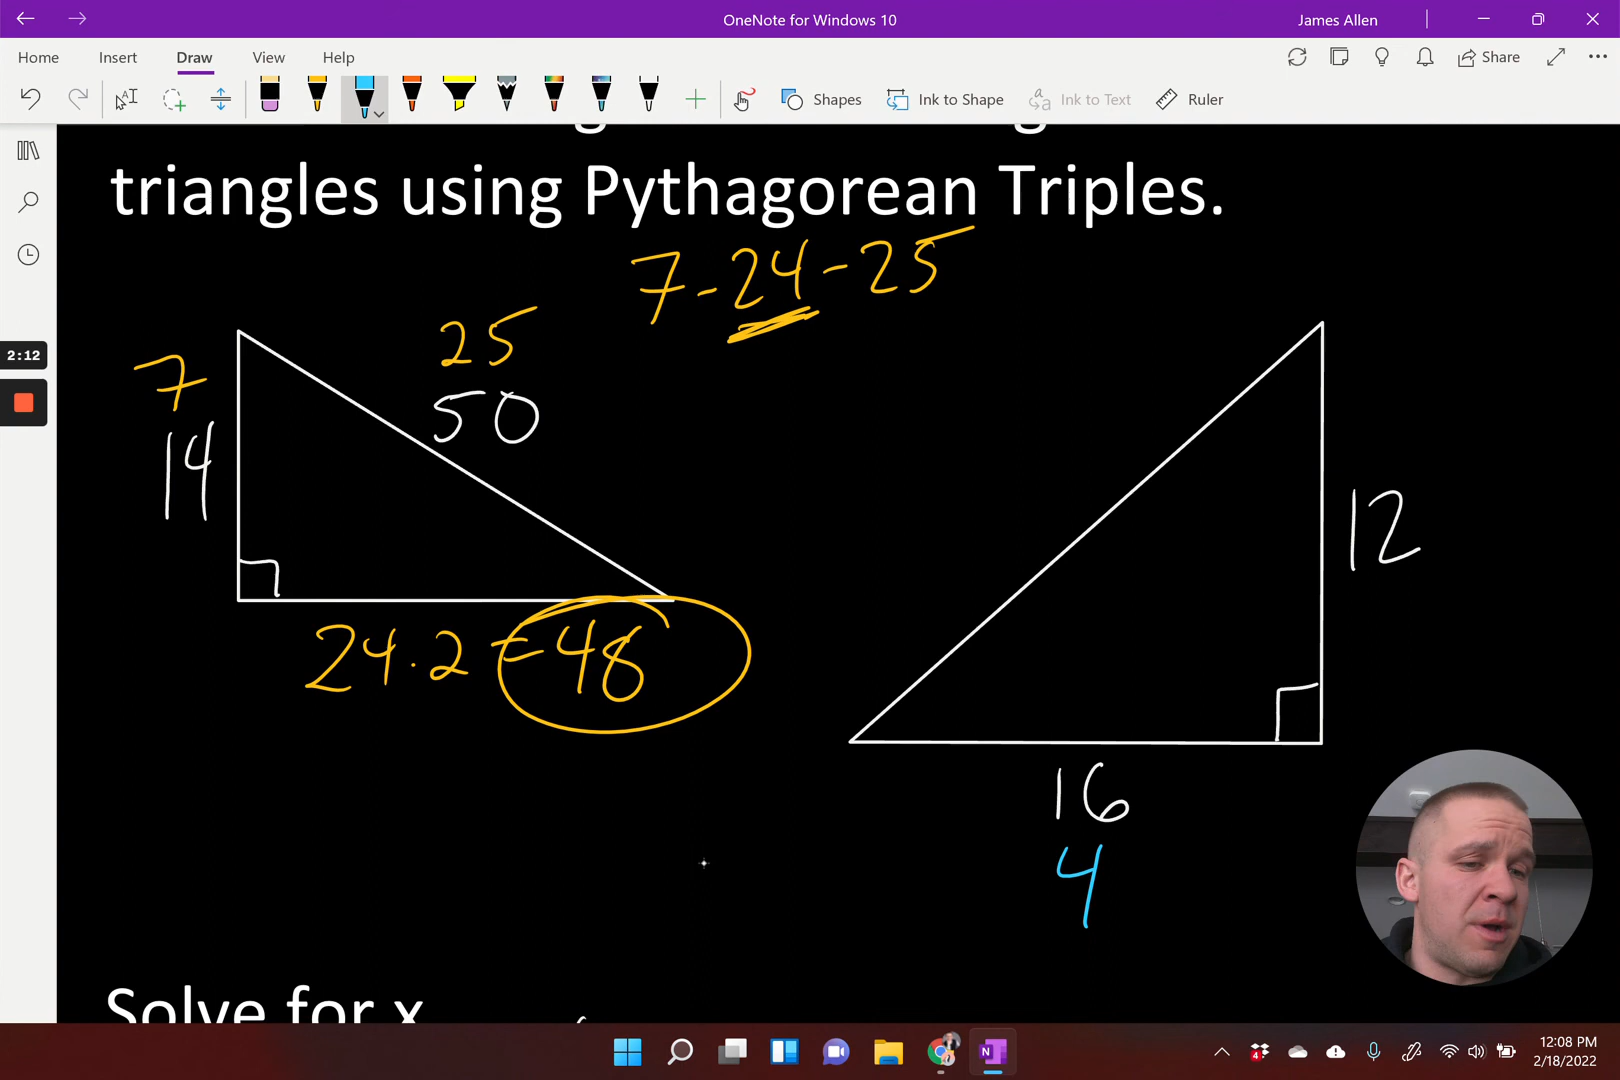 OneNote for Windows 10
James Allen
Home Insert Draw View Help
Share
Shapes Ink to Shape Ink to Text Ruler
triangles using Pythagorean Triples.
7-24-25
2:12
25
7
50
14
12
24·2=48
16
4
Solve for x
4
N
12:08 PM
2/18/2022